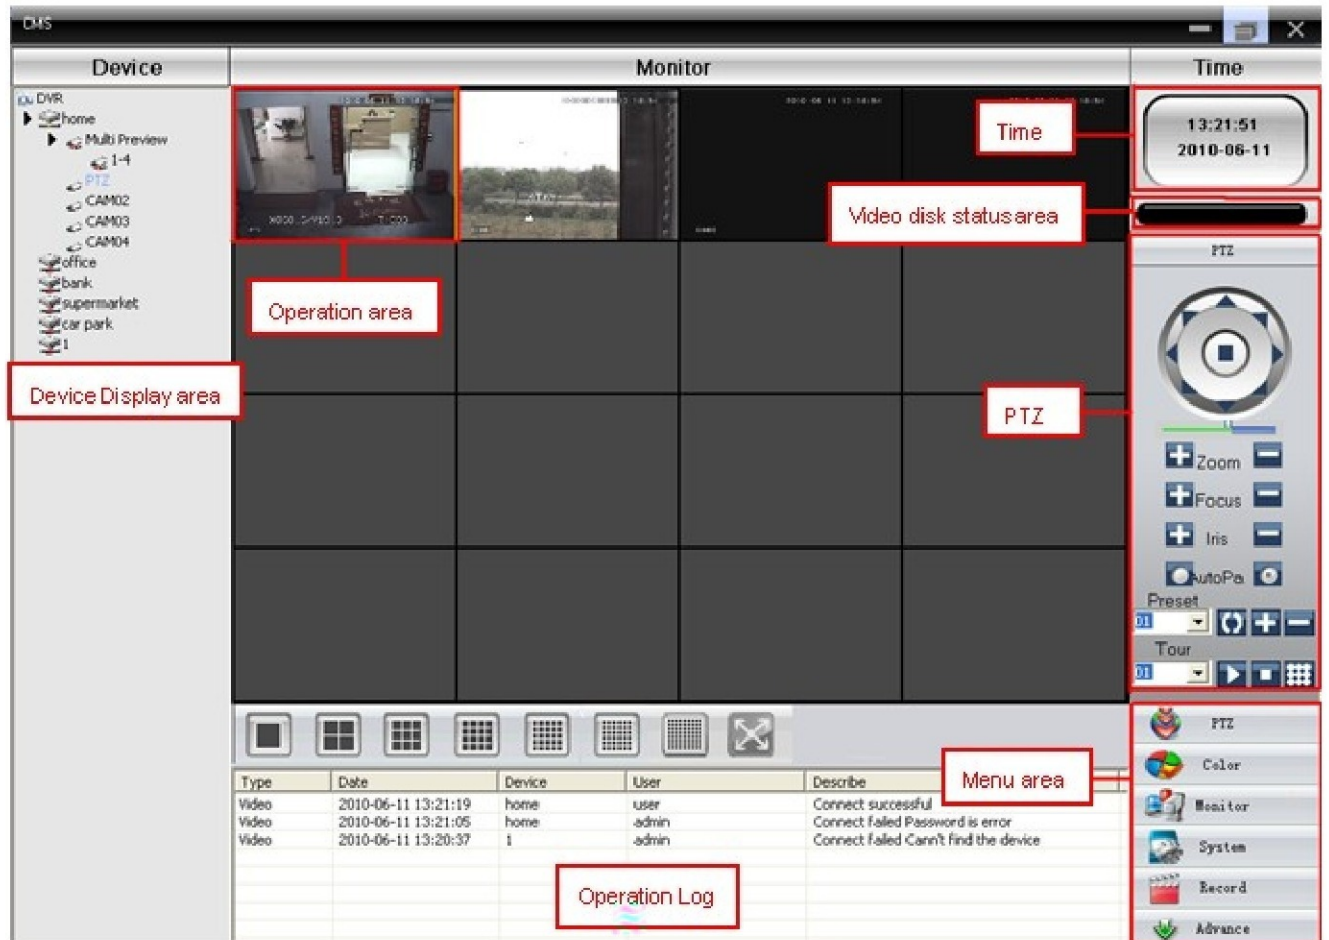 CMS
Device
Monitor
Time
DVR
home
Multi Preview
1-4
PTZ
CAM02
CAM03
CAM04
office
bank
supermarket
car park
1
Device Display area
Operation area
Time
Video disk status area
PTZ
13:21:51
2010-06-11
PTZ
Zoom
Focus
Iris
AutoPa
Preset
01
Tour
01
PTZ
Color
Monitor
System
Record
Advance
Menu area
Type Date Device User Describe
Video 2010-06-11 13:21:19 home user Connect successful
Video 2010-06-11 13:21:05 home admin Connect failed Password is error
Video 2010-06-11 13:20:37 1 admin Connect failed Cann't find the device
Operation Log